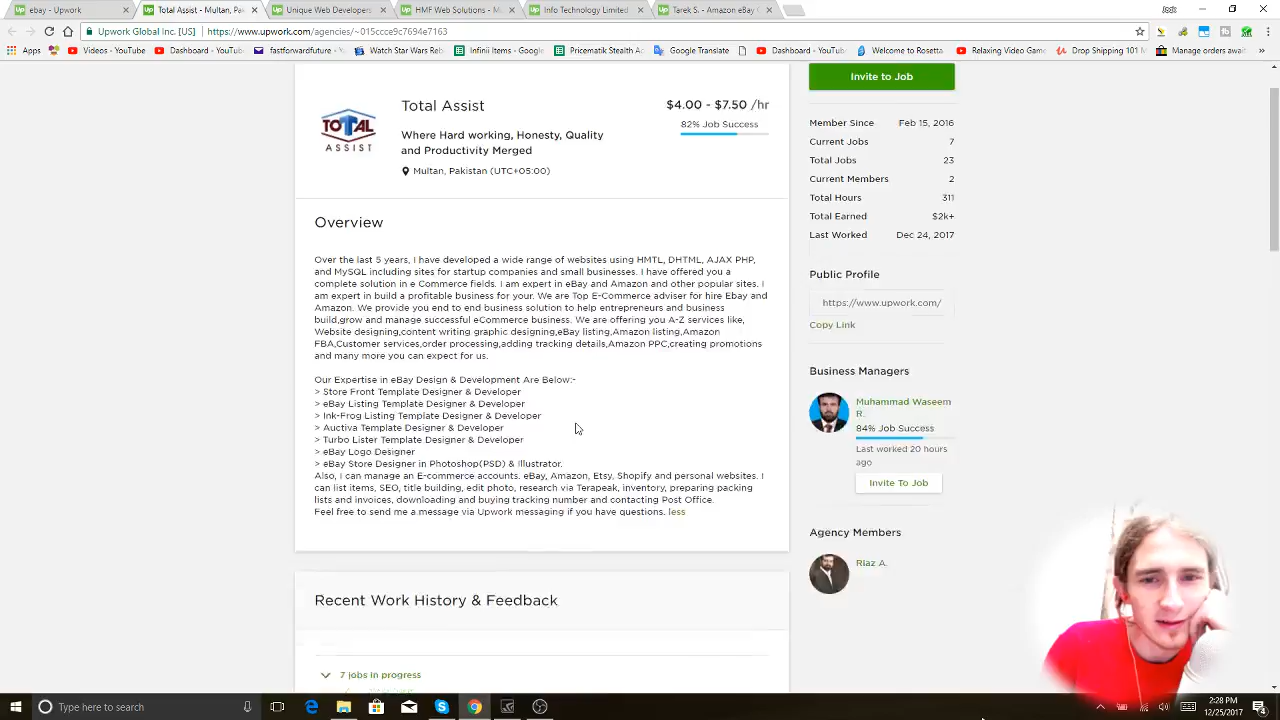 ebay - Upwork
Total Assist - Multan, Pak
Unique Web Developers
HMF Web Solutions - M
Info Technology Limited
Tarek S. - Amazon eBay
Upwork Global Inc. [US]
https://www.upwork.com/agencies/~015ccce9c7694e7163
Apps
Videos - YouTube
Dashboard - YouTub
fastforwardfuture - Y
Watch Star Wars Epi
Infinii Items - Google
Pricematik Stealth Ac
Google Translate
Dashboard - YouTub
Welcome to Rosetta
Relaxing Video Game
Drop Shipping 101 M
Manage orders awai
TOTAL
ASSIST
Total Assist
$4.00 - $7.50 /hr
82% Job Success
Where Hard working, Honesty, Quality
and Productivity Merged
Multan, Pakistan (UTC+05:00)
Overview
Over the last 5 years, I have developed a wide range of websites using HMTL, DHTML, AJAX PHP,
and MySQL including sites for startup companies and small businesses. I have offered you a
complete solution in e Commerce fields. I am expert in eBay and Amazon and other popular sites. I
am expert in build a profitable business for your. We are Top E-Commerce adviser for hire Ebay and
Amazon. We provide you end to end business solution to help entrepreneurs and business
build,grow and manage successful eCommerce business. We are offering you A-Z services like,
Website designing,content writing graphic designing,eBay listing,Amazon listing,Amazon
FBA,Customer services,order processing,adding tracking details,Amazon PPC,creating promotions
and many more you can expect for us.
Our Expertise in eBay Design & Development Are Below:-
> Store Front Template Designer & Developer
> eBay Listing Template Designer & Developer
> Ink-Frog Listing Template Designer & Developer
> Auctiva Template Designer & Developer
> Turbo Lister Template Designer & Developer
> eBay Logo Designer
> eBay Store Designer in Photoshop(PSD) & Illustrator.
Also, I can manage an E-commerce accounts. eBay, Amazon, Etsy, Shopify and personal websites. I
can list items, SEO, title building, edit photo, research via Terapeak, inventory, preparing packing
lists and invoices, downloading and buying tracking number and contacting Post Office.
Feel free to send me a message via Upwork messaging if you have questions. less
Recent Work History & Feedback
7 jobs in progress
Invite to Job
Member Since Feb 15, 2016
Current Jobs 7
Total Jobs 23
Current Members 2
Total Hours 311
Total Earned $2k+
Last Worked Dec 24, 2017
Public Profile
https://www.upwork.com/
Copy Link
Business Managers
Muhammad Waseem
R.
84% Job Success
Last worked 20 hours
ago
Invite To Job
Agency Members
Riaz A.
Type here to search
2:28 PM
12/25/2017